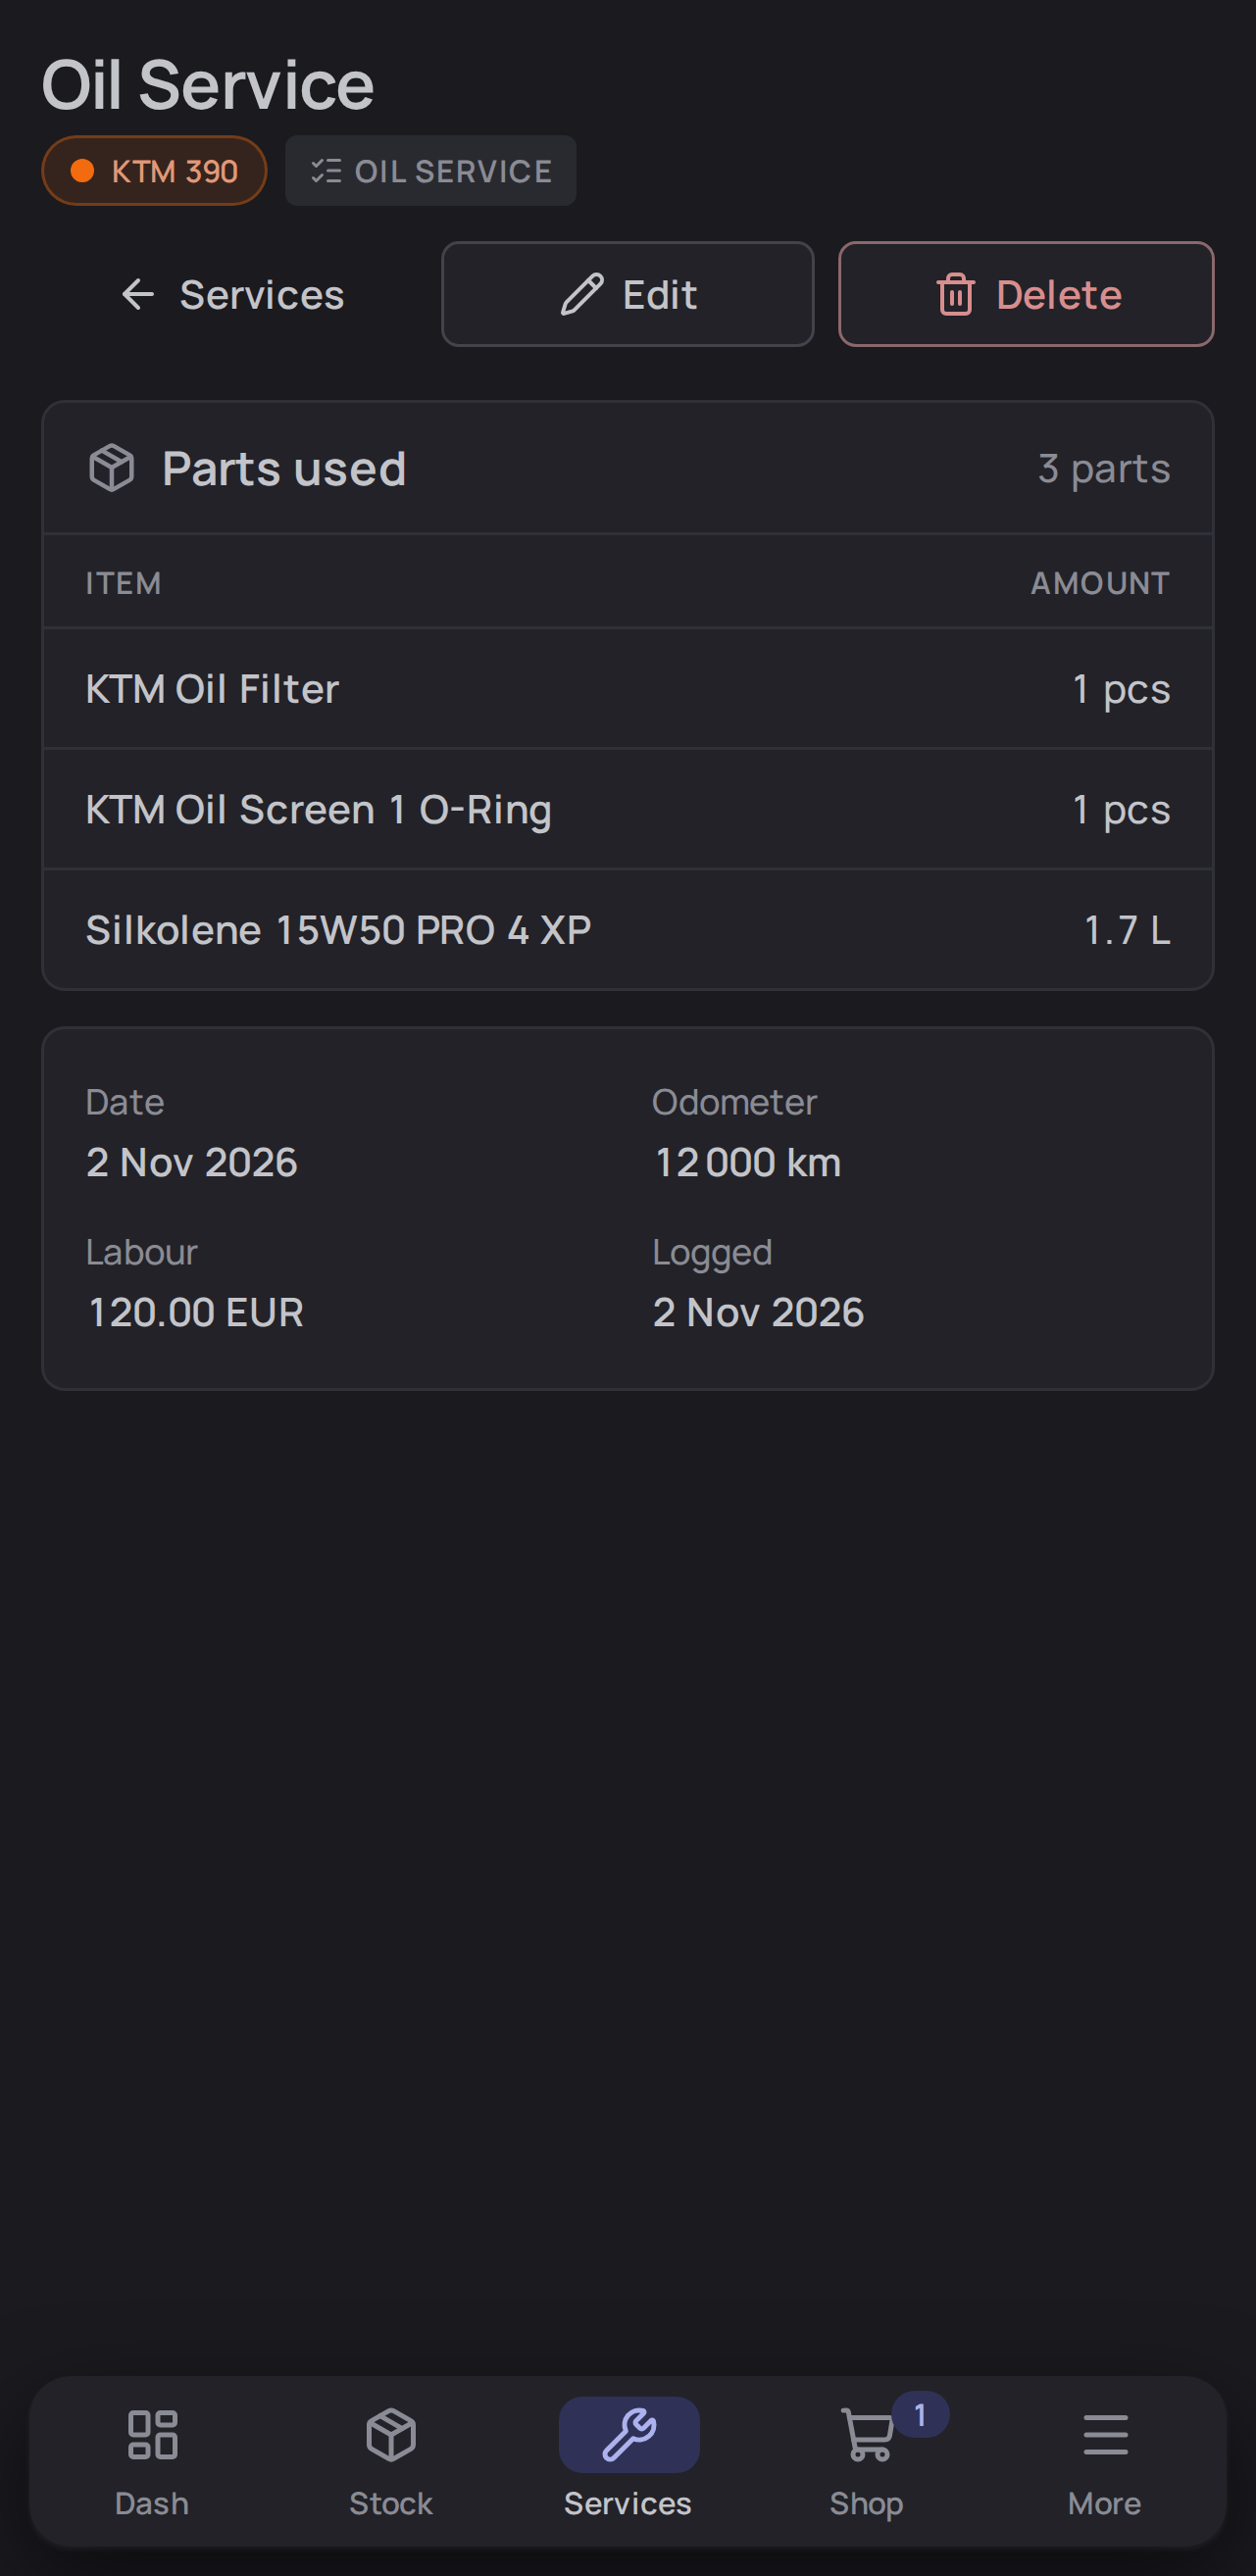 Oil Service
KTM 390
OIL SERVICE
Services
Edit
Delete
Parts used
3 parts
ITEM
AMOUNT
KTM Oil Filter
1 pcs
KTM Oil Screen 1 O-Ring
1 pcs
Silkolene 15W50 PRO 4 XP
1.7 L
Date
2 Nov 2026
Odometer
12 000 km
Labour
120.00 EUR
Logged
2 Nov 2026
Dash
Stock
Services
1
Shop
More